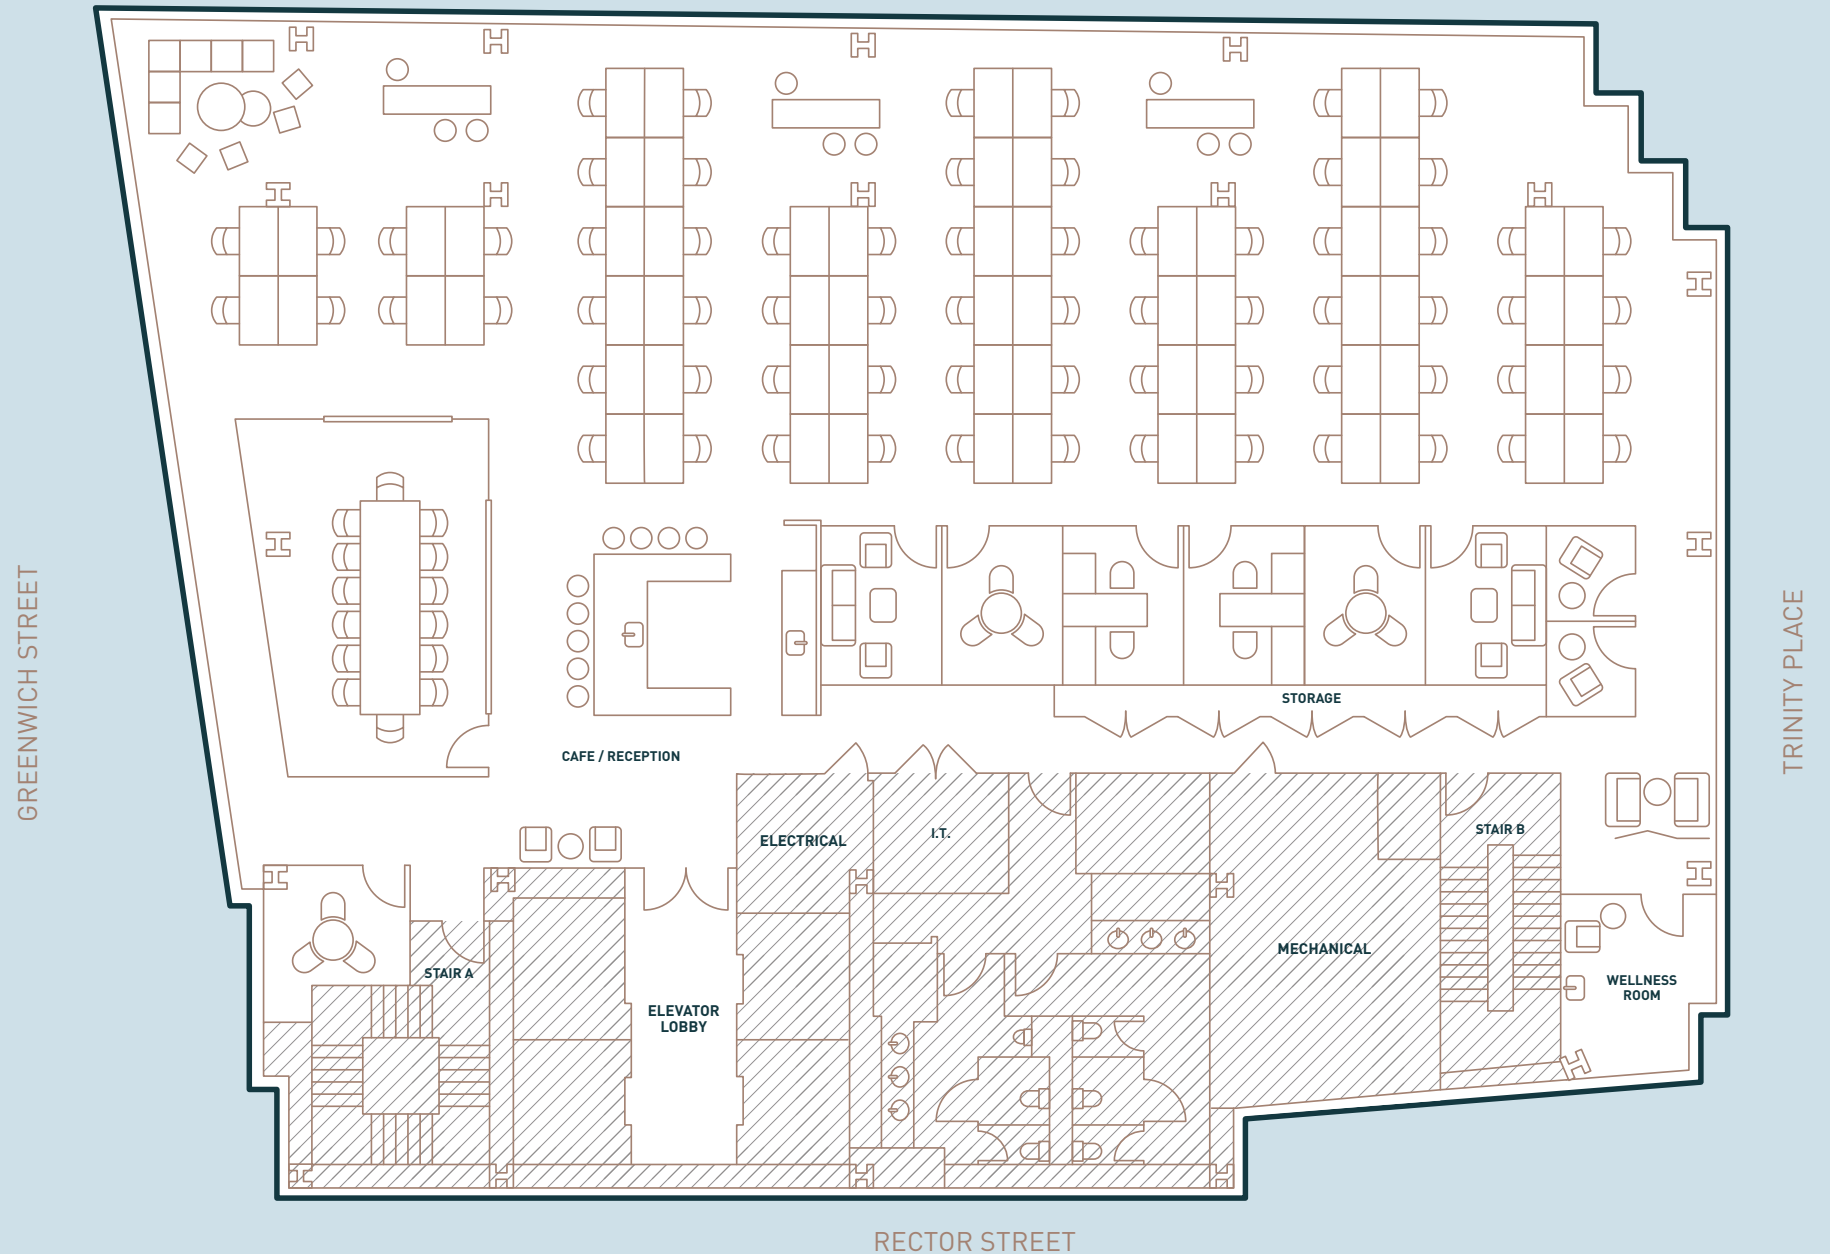 STORAGE
CAFE / RECEPTION
GREENWICH STREET
TRINITY PLACE
ELECTRICAL
I.T.
STAIR B
STAIR A
MECHANICAL
WELLNESS
ROOM
ELEVATOR
LOBBY
RECTOR STREET